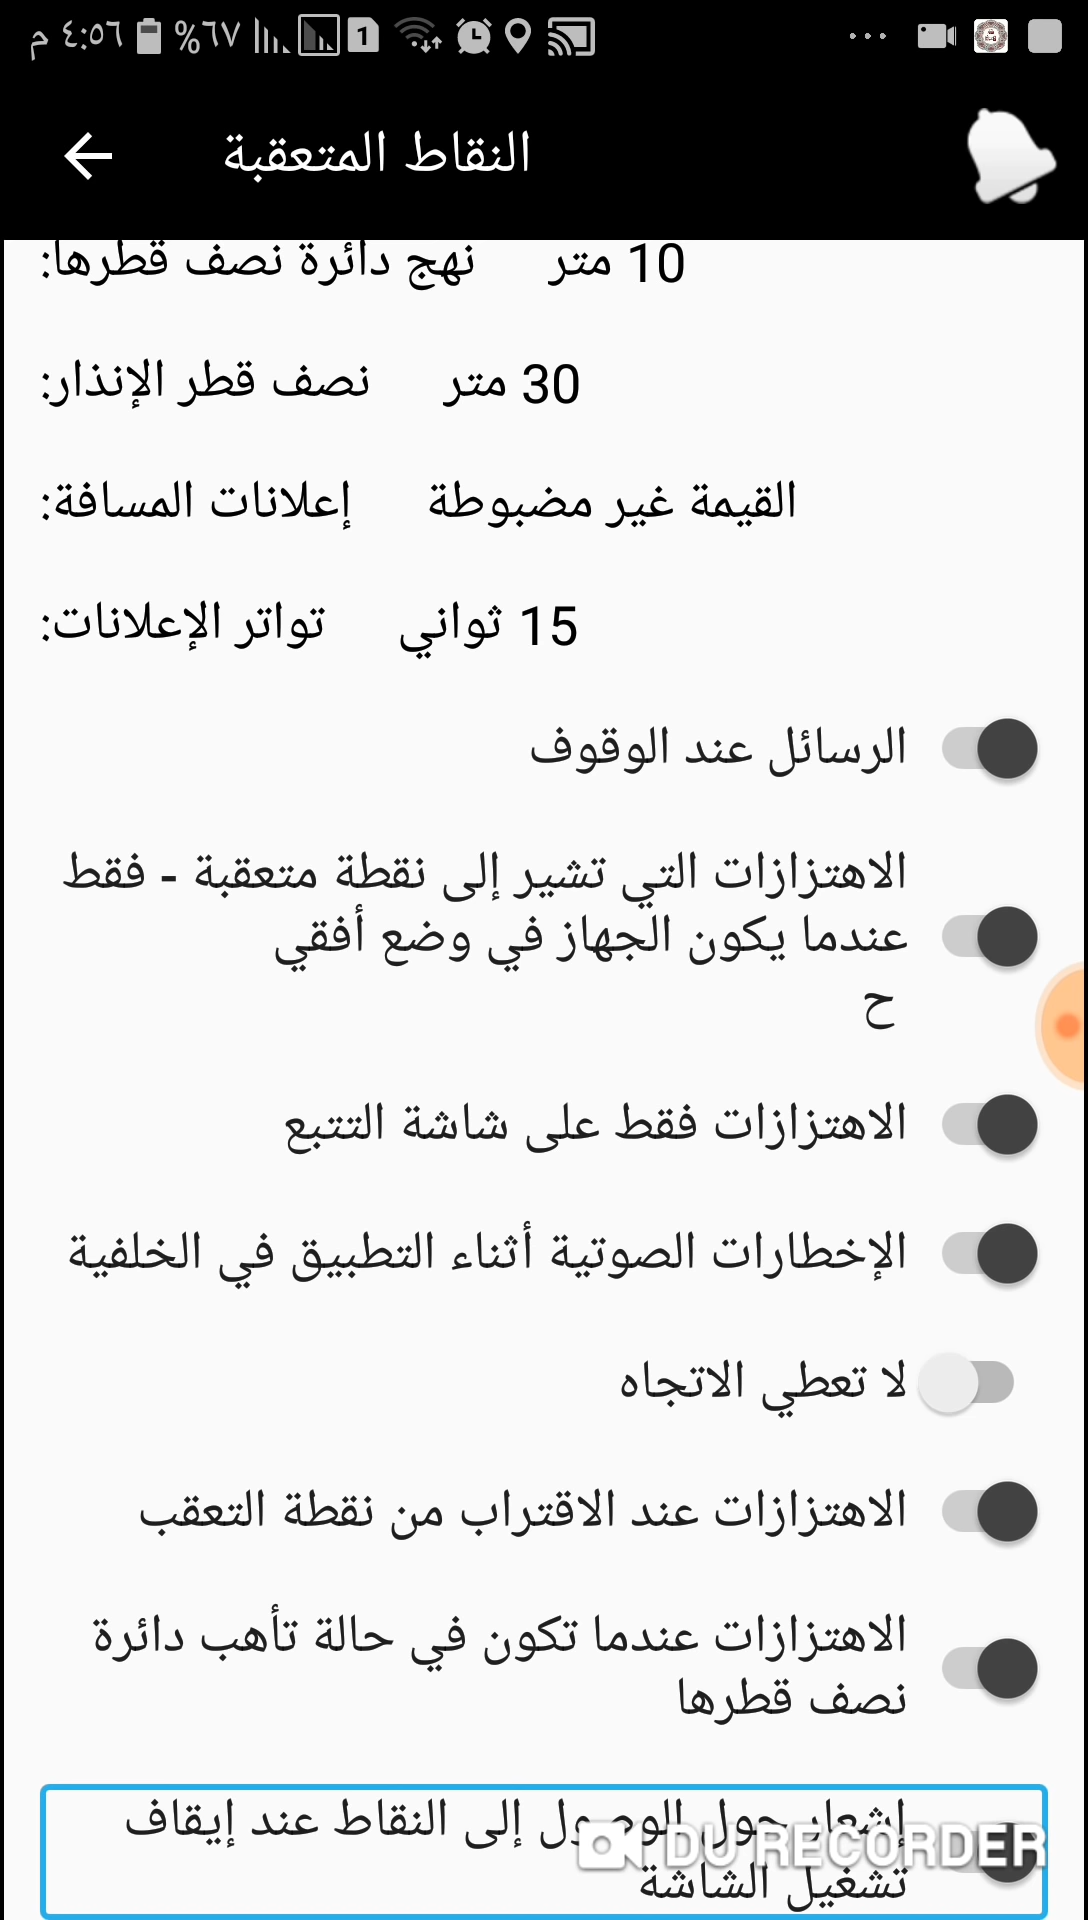 ٤:٥٦ م
%٦٧
1
النقاط المتعقبة
نهج دائرة نصف قطرها: 10 متر
نصف قطر الإنذار: 30 متر
إعلانات المسافة: القيمة غير مضبوطة
تواتر الإعلانات: 15 ثواني
الرسائل عند الوقوف
الاهتزازات التي تشير إلى نقطة متعقبة - فقط
عندما يكون الجهاز في وضع أفقي
ح
الاهتزازات فقط على شاشة التتبع
الإخطارات الصوتية أثناء التطبيق في الخلفية
لا تعطي الاتجاه
الاهتزازات عند الاقتراب من نقطة التعقب
الاهتزازات عندما تكون في حالة تأهب دائرة
نصف قطرها
إشعار حول الوصول إلى النقاط عند إيقاف
تشغيل الشاشة
DU RECORDER